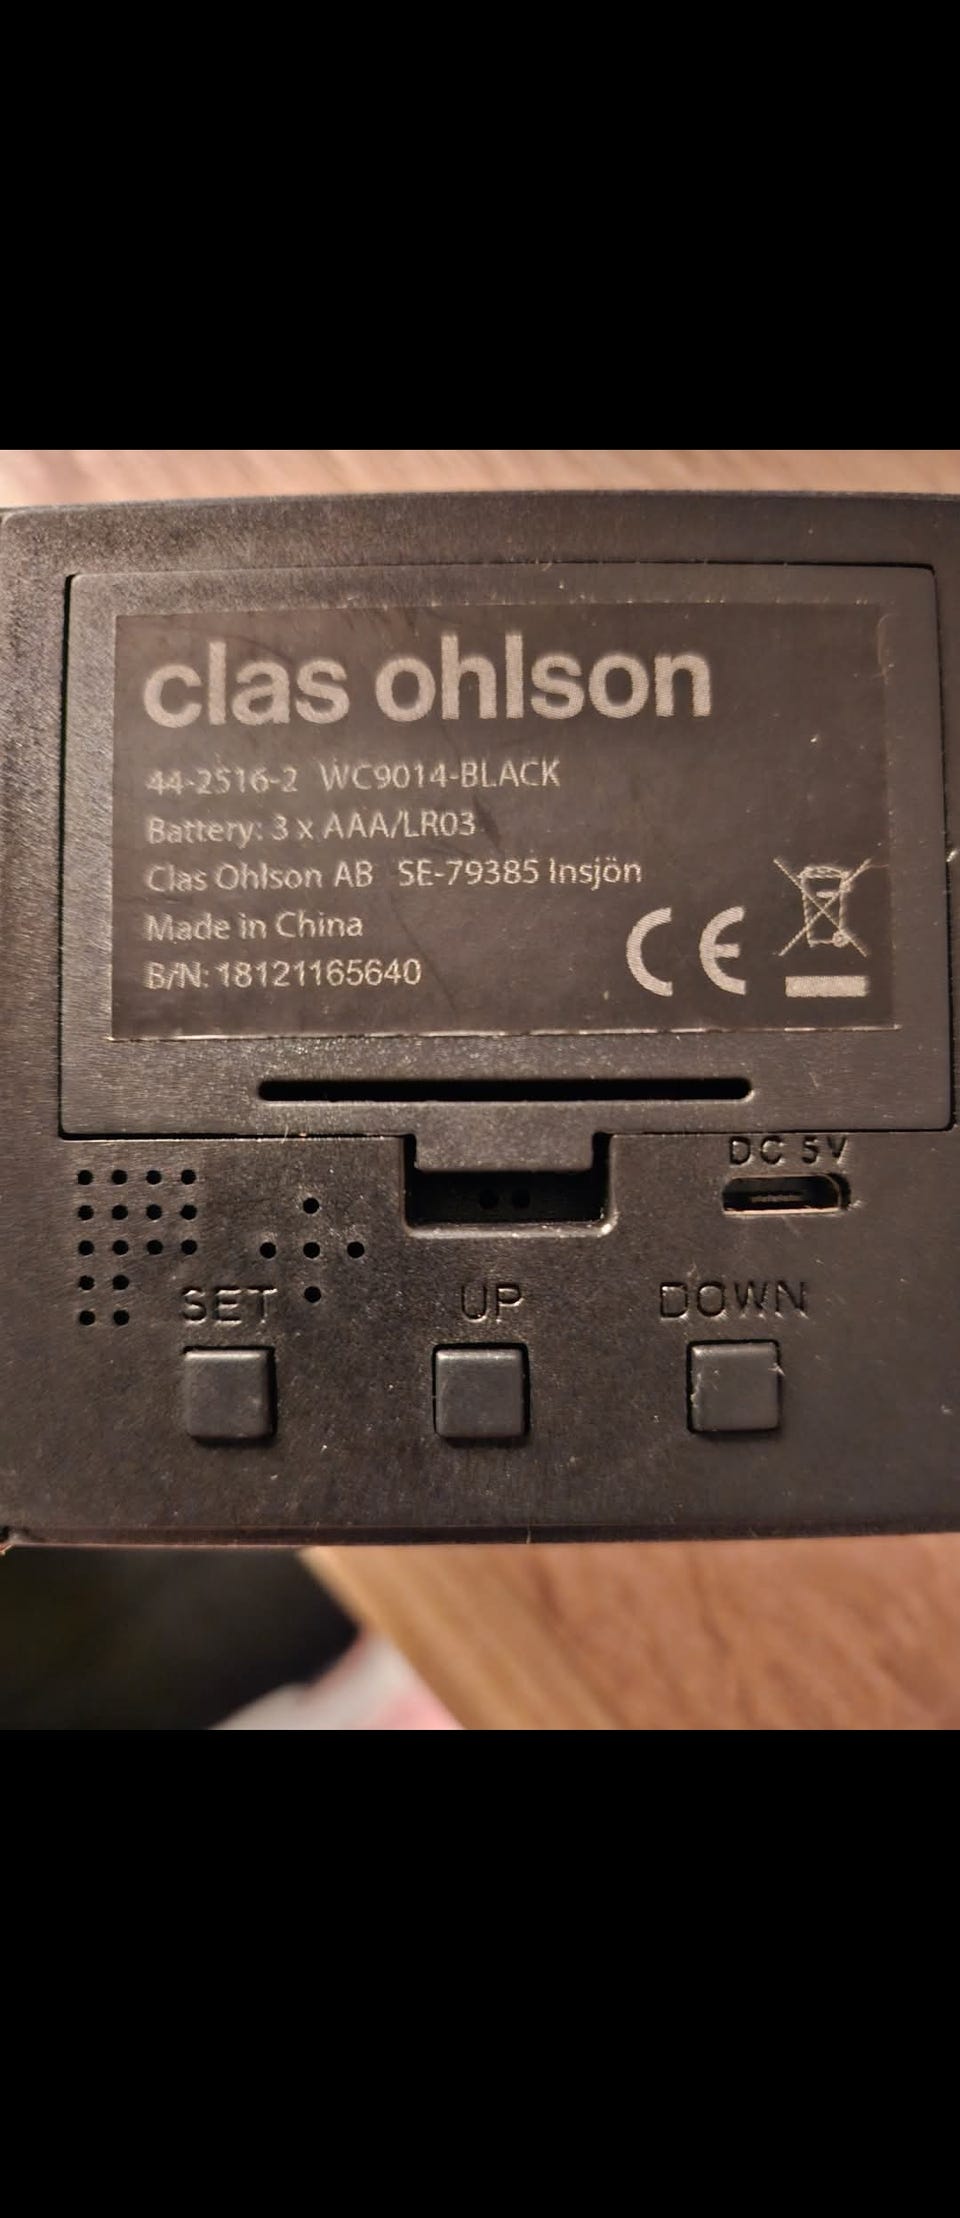 clas ohlson
44-2516-2 WC9014-BLACK
Battery: 3 x AAA/LR03
Clas Ohlson AB SE-79385 Insjön
Made in China
B/N: 18121165640
CE
DC 5V
SET UP DOWN